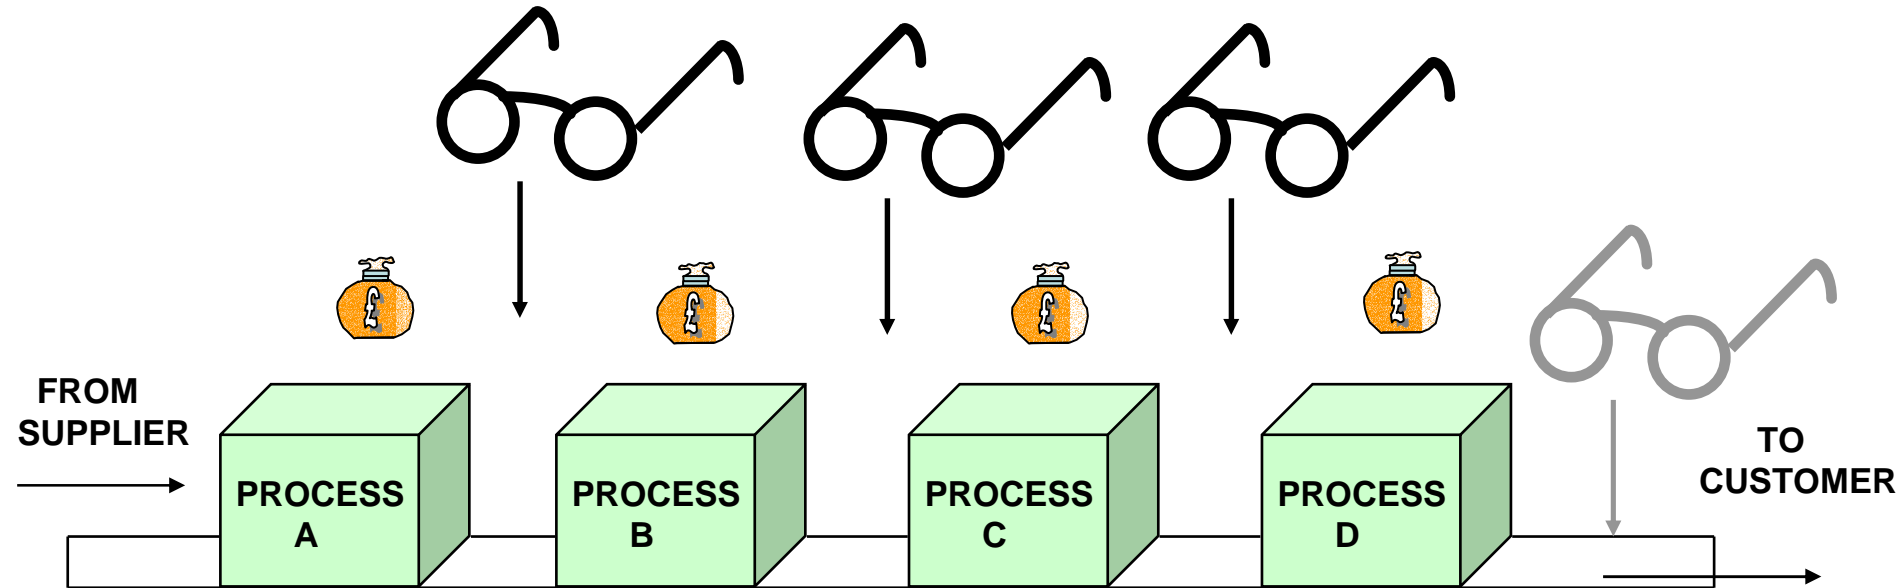 £
£
£
£
FROM
SUPPLIER
PROCESS
A
PROCESS
B
PROCESS
C
PROCESS
D
TO
CUSTOMER